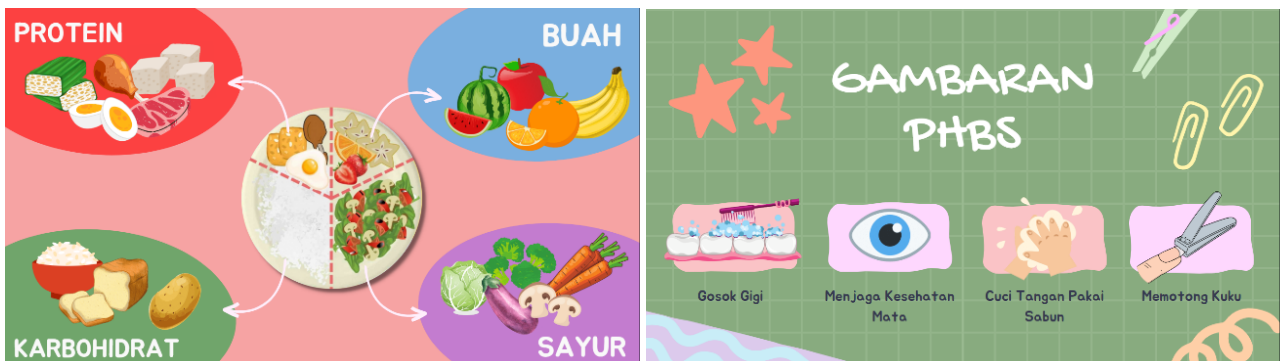 PROTEIN
BUAH
KARBOHIDRAT
SAYUR
GAMBARAN
PHBS
Gosok Gigi
Menjaga Kesehatan
Mata
Cuci Tangan Pakai
Sabun
Memotong Kuku